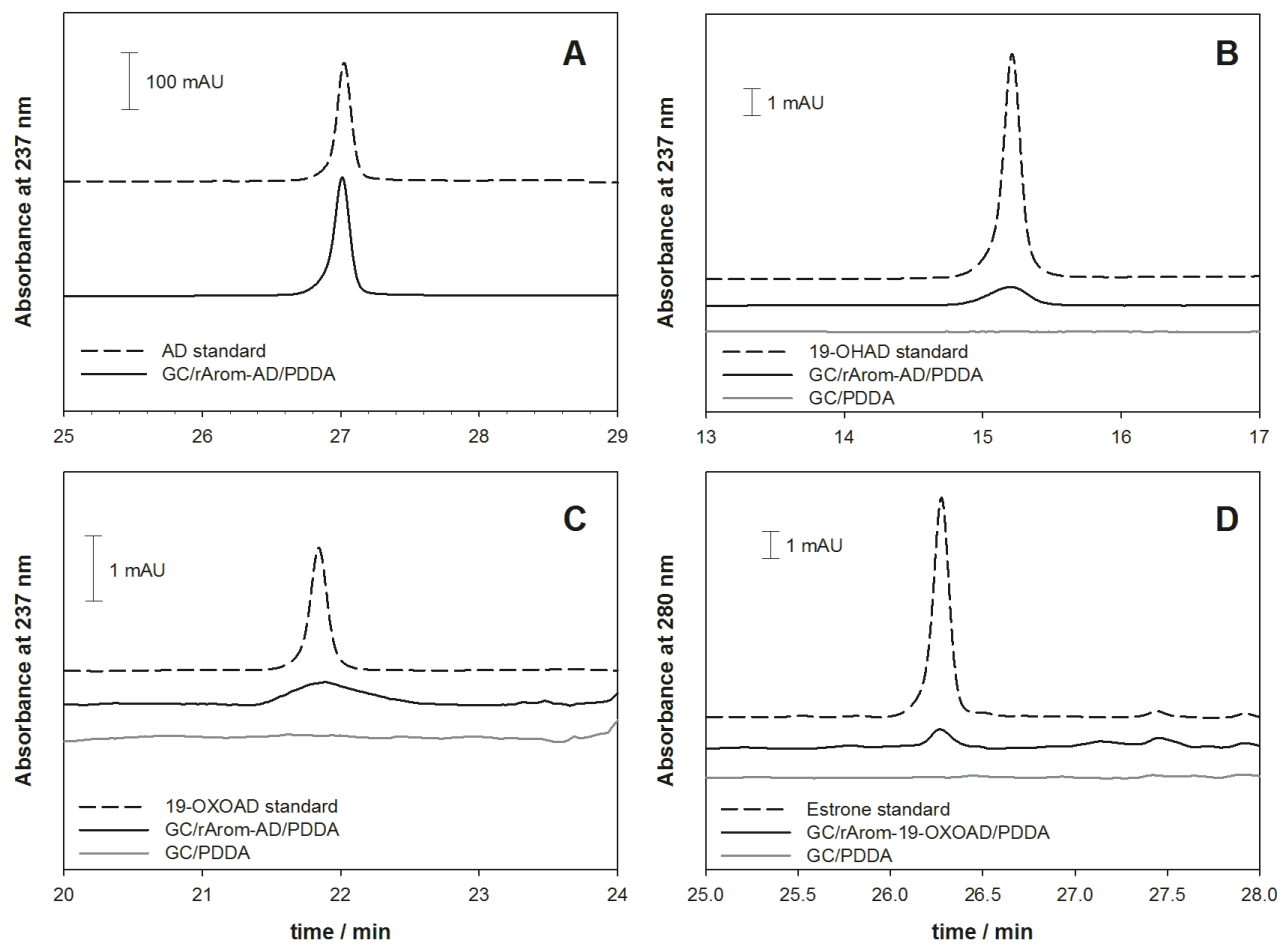 A
100 mAU
Absorbance at 237 nm
AD standard
GC/rArom-AD/PDDA
25 26 27 28 29
B
1 mAU
Absorbance at 237 nm
19-OHAD standard
GC/rArom-AD/PDDA
GC/PDDA
13 14 15 16 17
C
1 mAU
Absorbance at 237 nm
19-OXOAD standard
GC/rArom-AD/PDDA
GC/PDDA
20 21 22 23 24
time / min
D
1 mAU
Absorbance at 280 nm
Estrone standard
GC/rArom-19-OXOAD/PDDA
GC/PDDA
25.0 25.5 26.0 26.5 27.0 27.5 28.0
time / min